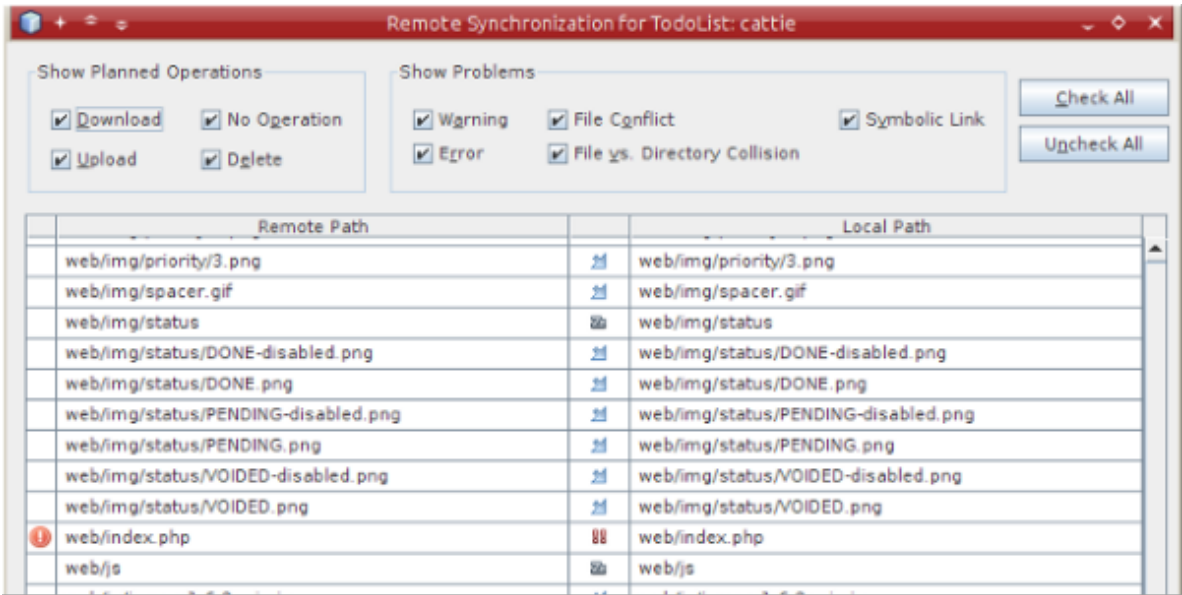 Remote Synchronization for TodoList: cattie
Show Planned Operations
Show Problems
Download
No Operation
Warning
File Conflict
Symbolic Link
Check All
Upload
Delete
Error
File vs. Directory Collision
Uncheck All
Remote Path Local Path
web/img/priority/3.png web/img/priority/3.png
web/img/spacer.gif web/img/spacer.gif
web/img/status web/img/status
web/img/status/DONE-disabled.png web/img/status/DONE-disabled.png
web/img/status/DONE.png web/img/status/DONE.png
web/img/status/PENDING-disabled.png web/img/status/PENDING-disabled.png
web/img/status/PENDING.png web/img/status/PENDING.png
web/img/status/VOIDED-disabled.png web/img/status/VOIDED-disabled.png
web/img/status/VOIDED.png web/img/status/VOIDED.png
web/index.php web/index.php
web/js web/js